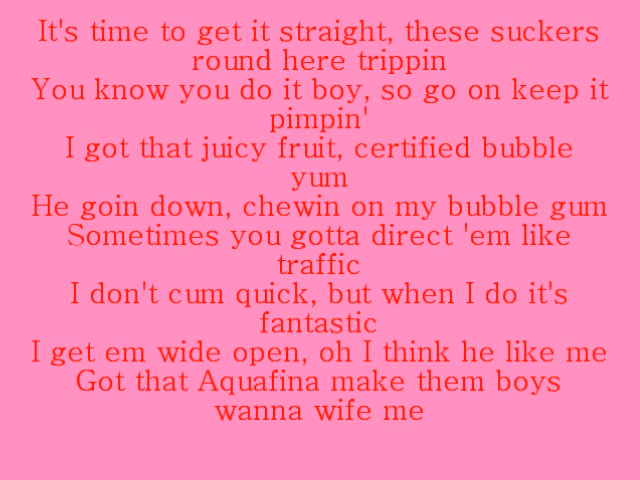 It's time to get it straight, these suckers
round here trippin
You know you do it boy, so go on keep it
pimpin'
I got that juicy fruit, certified bubble
yum
He goin down, chewin on my bubble gum
Sometimes you gotta direct 'em like
traffic
I don't cum quick, but when I do it's
fantastic
I get em wide open, oh I think he like me
Got that Aquafina make them boys
wanna wife me